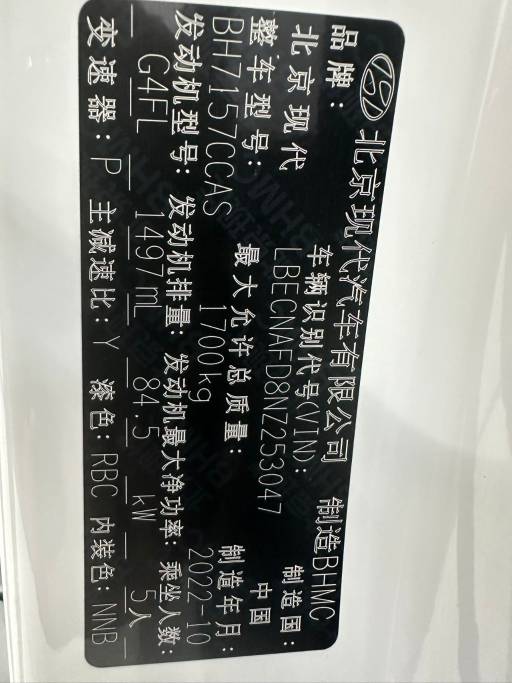 北京现代汽车有限公司 制造BHMC
品牌: 车辆识别代号(VIN): 制造国:
北京现代 LBECNAFD8NZ253047 中国
整车型号: 最大允许总质量: 制造年月:
BH7157CCAS 1700kg 2022-10
发动机型号: 发动机排量: 发动机最大净功率: 乘坐人数:
G4FL 1497mL 84.5 kW 5人
变速器: P 主减速比: Y 漆色: RBC 内装色: NNB